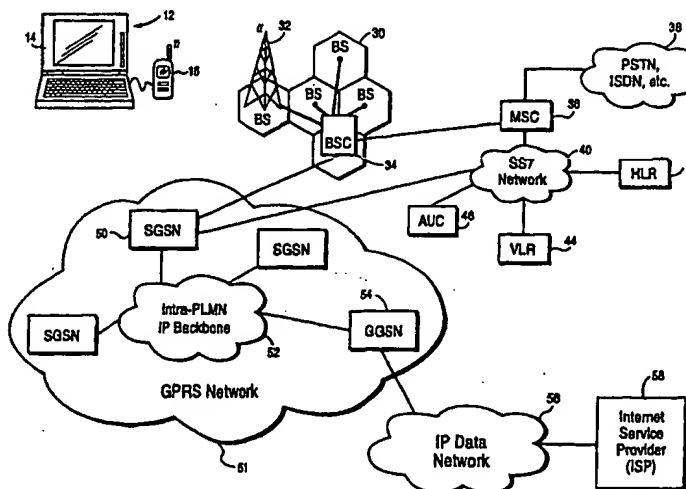 12
14
16
32
30
BS
BS
BS
BS
BSC
34
38
PSTN,
ISDN, etc.
MSC
36
40
SS7
Network
HLR
AUC
46
VLR
44
SGSN
50
SGSN
SGSN
Intra-PLMN
IP Backbone
52
54
GGSN
GPRS Network
51
56
IP Data
Network
58
Internet
Service
Provider
(ISP)